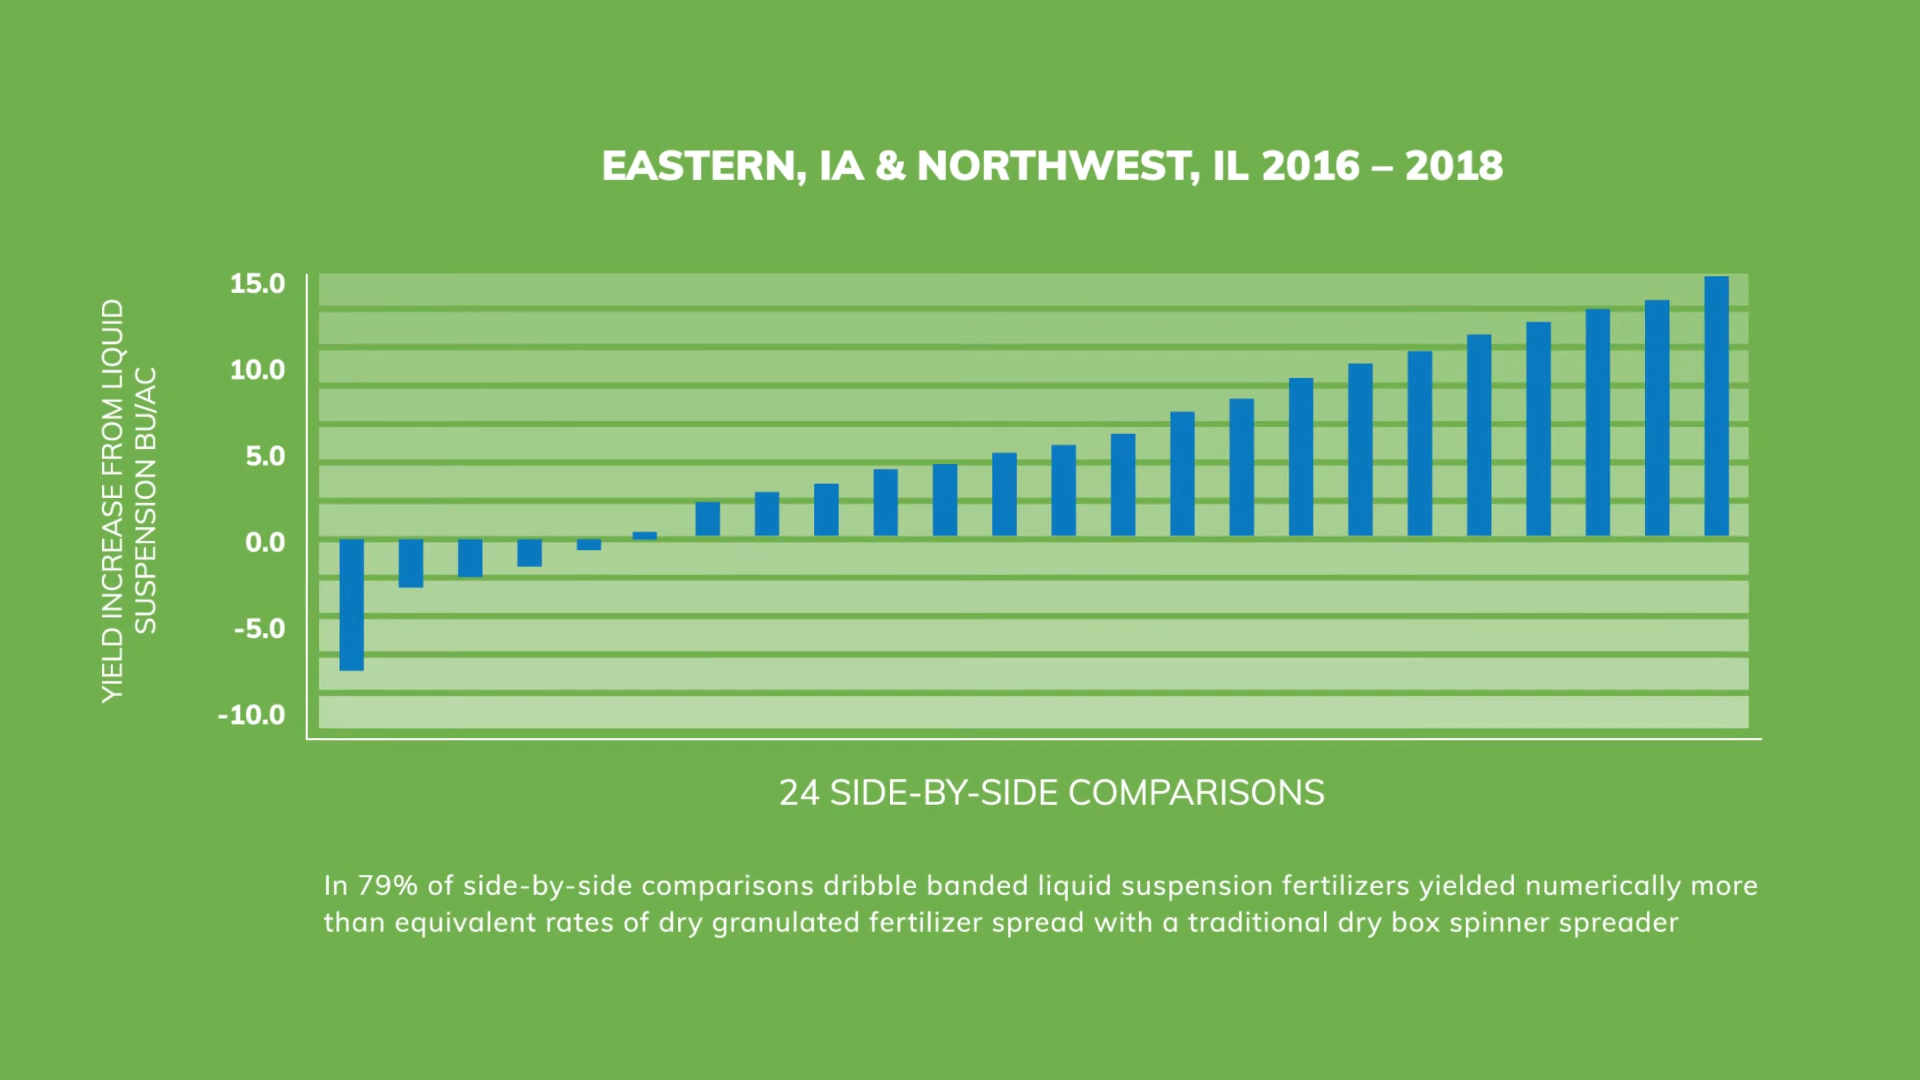 EASTERN, IA & NORTHWEST, IL 2016 – 2018
YIELD INCREASE FROM LIQUID
SUSPENSION BU/AC
15.0
10.0
5.0
0.0
-5.0
-10.0
24 SIDE-BY-SIDE COMPARISONS
In 79% of side-by-side comparisons dribble banded liquid suspension fertilizers yielded numerically more
than equivalent rates of dry granulated fertilizer spread with a traditional dry box spinner spreader